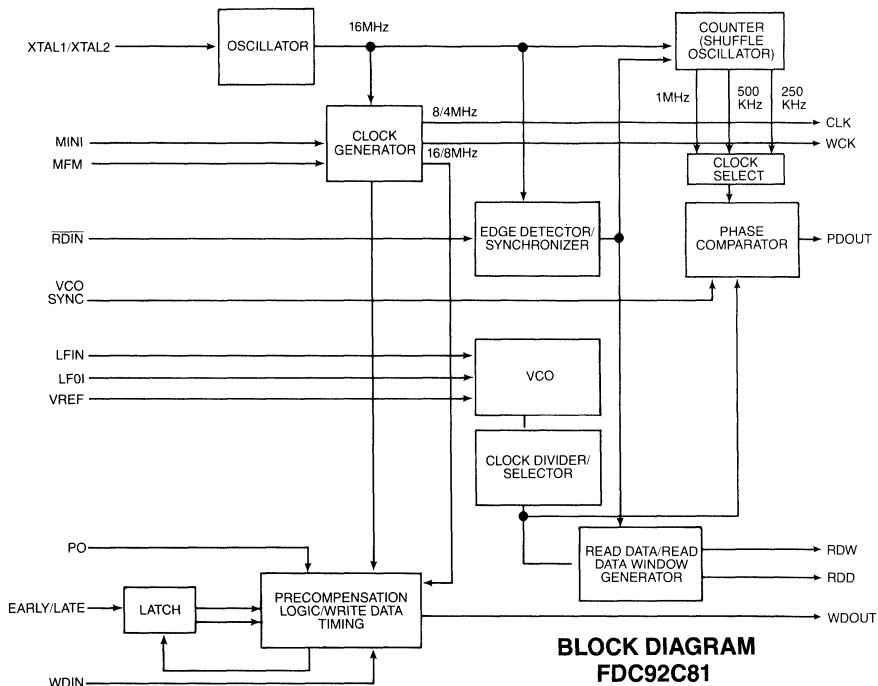 16MHz
COUNTER
(SHUFFLE
OSCILLATOR)
XTAL1/XTAL2
OSCILLATOR
1MHz
500
KHz
250
KHz
8/4MHz
CLK
MINI
CLOCK
GENERATOR
WCK
MFM
16/8MHz
CLOCK
SELECT
RDIN
EDGE DETECTOR/
SYNCHRONIZER
PHASE
COMPARATOR
PDOUT
VCO
SYNC
LFIN
LF0I
VREF
VCO
CLOCK DIVIDER/
SELECTOR
PO
READ DATA/READ
DATA WINDOW
GENERATOR
RDW
RDD
EARLY/LATE
LATCH
PRECOMPENSATION
LOGIC/WRITE DATA
TIMING
WDOUT
WDIN
BLOCK DIAGRAM
FDC92C81